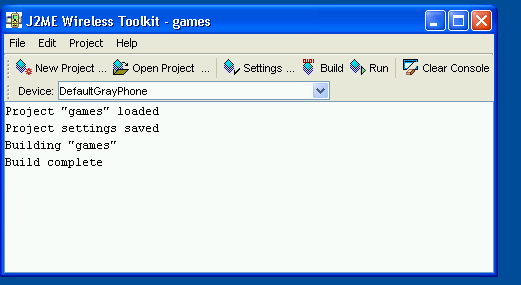 J2ME Wireless Toolkit - games
File Edit Project Help
New Project ... Open Project ... Settings ... Build Run Clear Console
Device: DefaultGrayPhone
Project "games" loaded
Project settings saved
Building "games"
Build complete